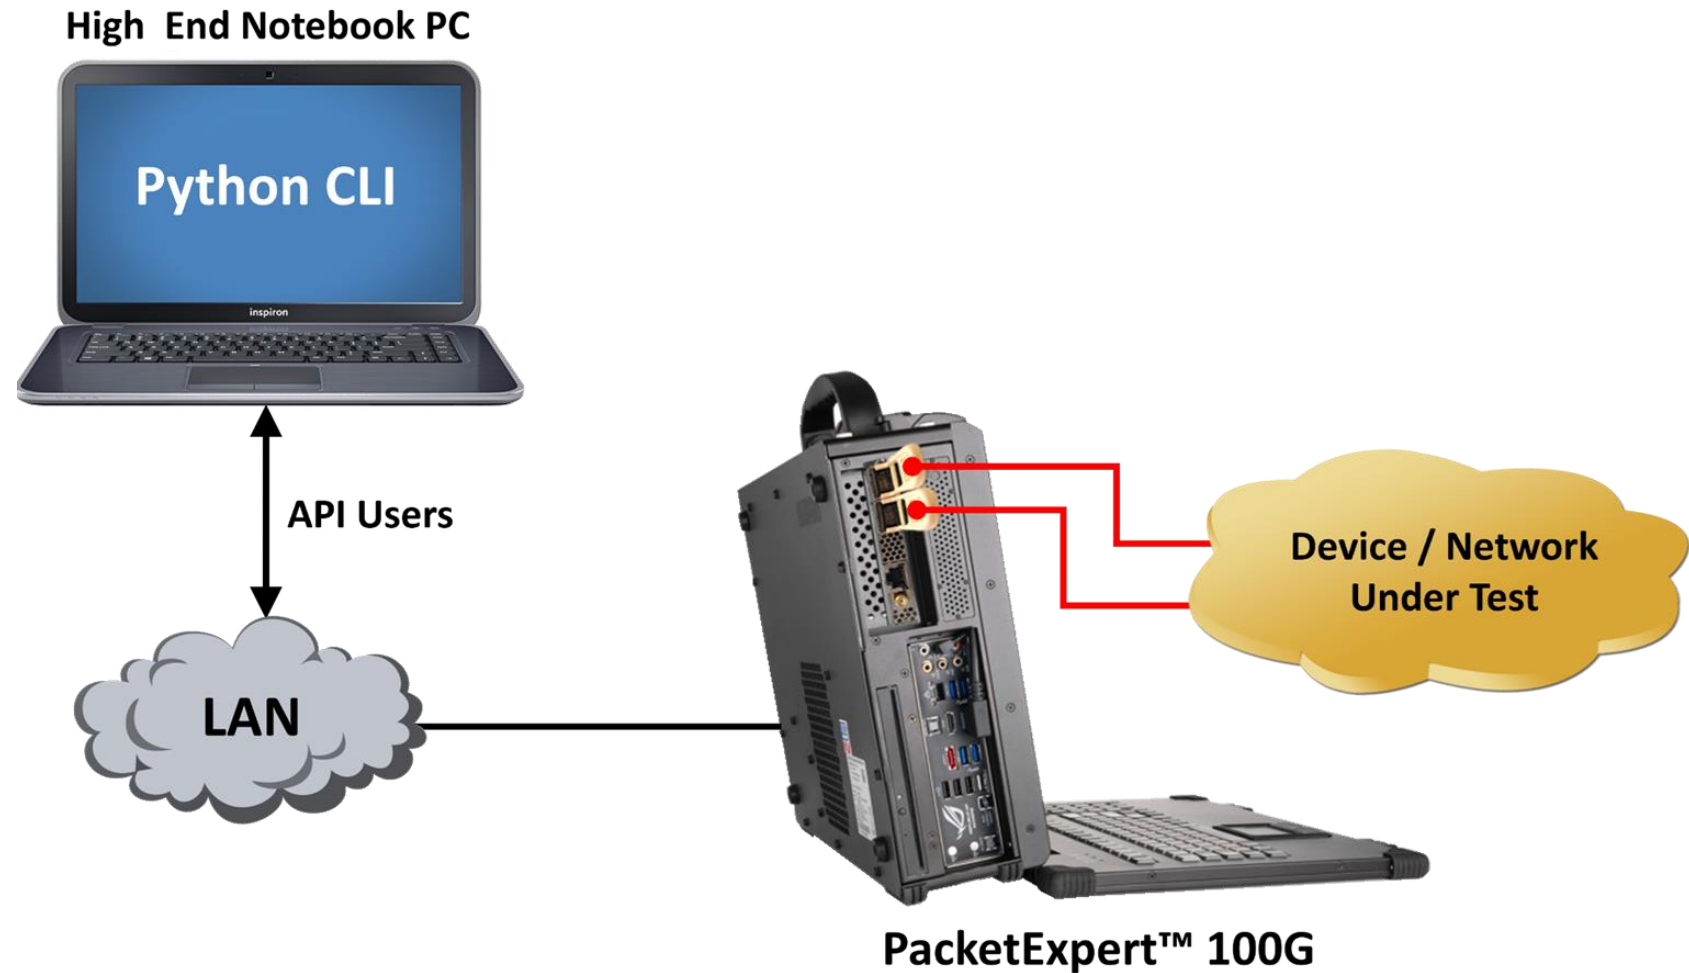 High End Notebook PC
Python CLI
inspiron
API Users
LAN
Device / Network
Under Test
PacketExpert™ 100G